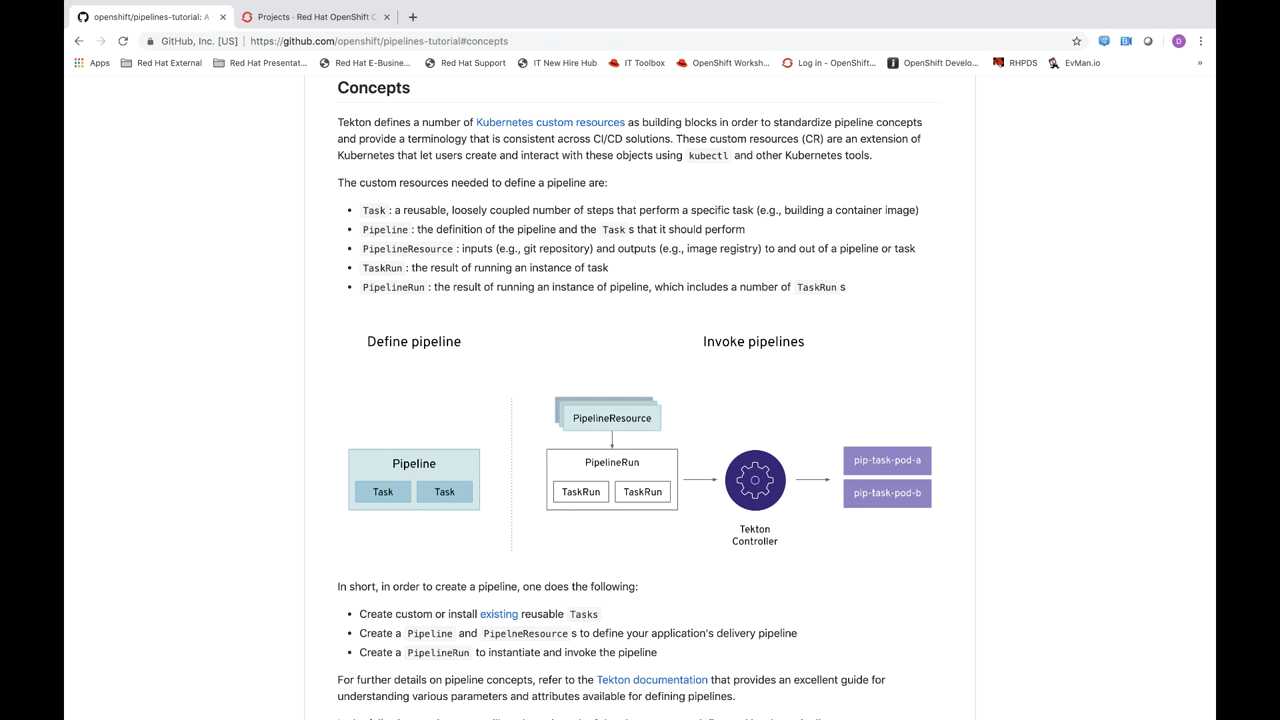 openshift/pipelines-tutorial: A
Projects · Red Hat OpenShift C
GitHub, Inc. [US] | https://github.com/openshift/pipelines-tutorial#concepts
D
Apps Red Hat External Red Hat Presentat... Red Hat E-Busine... Red Hat Support IT New Hire Hub IT Toolbox OpenShift Worksh... Log in - OpenShift... OpenShift Develo... RHPDS EvMan.io »
Concepts
Tekton defines a number of Kubernetes custom resources as building blocks in order to standardize pipeline concepts
and provide a terminology that is consistent across CI/CD solutions. These custom resources (CR) are an extension of
Kubernetes that let users create and interact with these objects using kubectl and other Kubernetes tools.
The custom resources needed to define a pipeline are:
• Task : a reusable, loosely coupled number of steps that perform a specific task (e.g., building a container image)
• Pipeline : the definition of the pipeline and the Task s that it should perform
• PipelineResource : inputs (e.g., git repository) and outputs (e.g., image registry) to and out of a pipeline or task
• TaskRun : the result of running an instance of task
• PipelineRun : the result of running an instance of pipeline, which includes a number of TaskRun s
Define pipeline
Invoke pipelines
PipelineResource
Pipeline
Task Task
PipelineRun
TaskRun TaskRun
Tekton
Controller
pip-task-pod-a
pip-task-pod-b
In short, in order to create a pipeline, one does the following:
• Create custom or install existing reusable Tasks
• Create a Pipeline and PipelneResource s to define your application's delivery pipeline
• Create a PipelineRun to instantiate and invoke the pipeline
For further details on pipeline concepts, refer to the Tekton documentation that provides an excellent guide for
understanding various parameters and attributes available for defining pipelines.